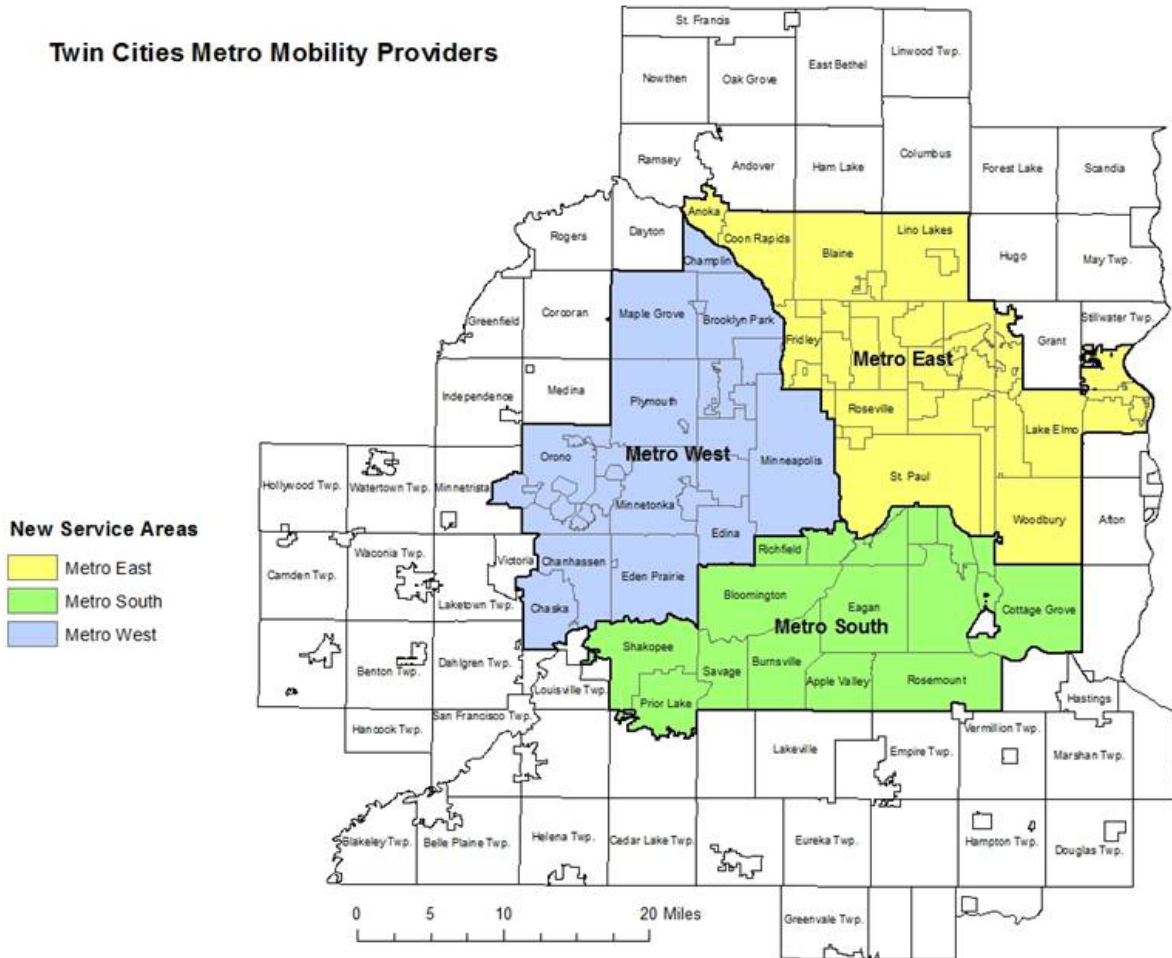 Twin Cities Metro Mobility Providers
St. Francis
Linwood Twp.
East Bethel
Nowthen
Oak Grove
Columbus
Ramsey
Andover
Ham Lake
Forest Lake
Scandia
Anoka
Lino Lakes
Rogers
Dayton
Coon Rapids
Blaine
Hugo
May Twp.
Champlin
Corcoran
Maple Grove
Brooklyn Park
Greenfield
Stillwater Twp.
Fridley
Grant
Metro East
Independence
Medina
Plymouth
Roseville
Lake Elmo
Orono
Metro West
Minneapolis
Hollywood Twp.
Watertown Twp.
Minnetrista
St. Paul
Minnetonka
Woodbury
Afton
Edina
New Service Areas
Metro East
Metro South
Metro West
Waconia Twp.
Victoria
Chanhassen
Richfield
Camden Twp.
Eden Prairie
Laketown Twp.
Chaska
Bloomington
Eagan
Cottage Grove
Metro South
Shakopee
Benton Twp.
Dahlgren Twp.
Savage
Burnsville
Apple Valley
Rosemount
Louisville Twp.
Prior Lake
Hastings
San Francisco Twp.
Hancock Twp.
Lakeville
Empire Twp.
Vermillion Twp.
Marshan Twp.
Blakeley Twp.
Belle Plaine Twp.
Helena Twp.
Cedar Lake Twp.
Eureka Twp.
Hampton Twp.
Douglas Twp.
0 5 10 20 Miles
Greenvale Twp.